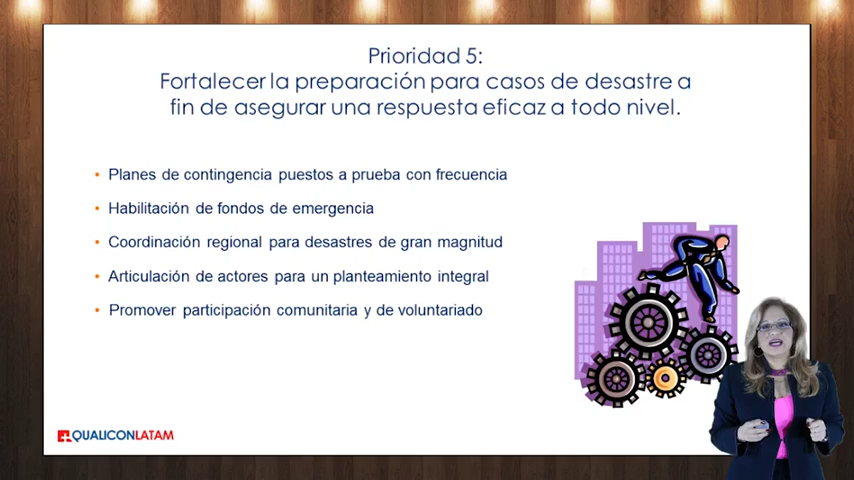 Prioridad 5:
Fortalecer la preparación para casos de desastre a
fin de asegurar una respuesta eficaz a todo nivel.
• Planes de contingencia puestos a prueba con frecuencia
• Habilitación de fondos de emergencia
• Coordinación regional para desastres de gran magnitud
• Articulación de actores para un planteamiento integral
• Promover participación comunitaria y de voluntariado
QUALICONLATAM